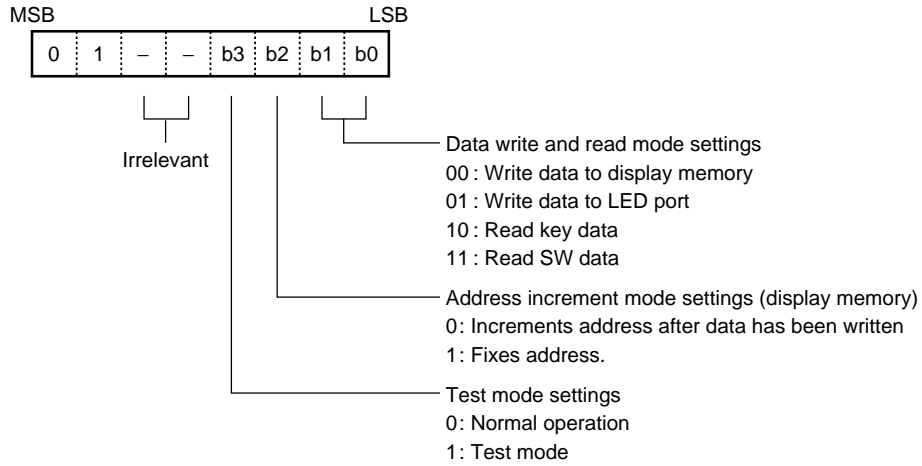 MSB LSB
0 1 – – b3 b2 b1 b0
Irrelevant
Data write and read mode settings
00 : Write data to display memory
01 : Write data to LED port
10 : Read key data
11 : Read SW data
Address increment mode settings (display memory)
0: Increments address after data has been written
1: Fixes address.
Test mode settings
0: Normal operation
1: Test mode